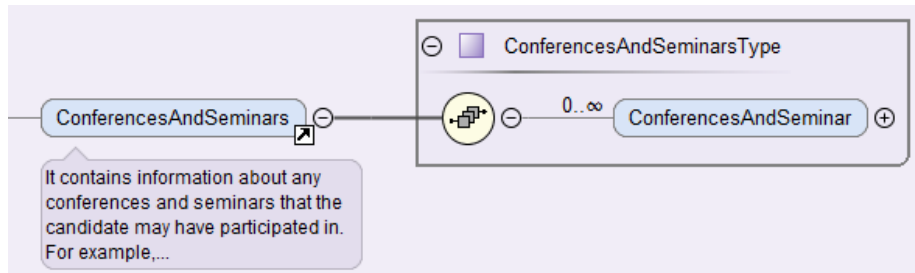 ConferencesAndSeminarsType
ConferencesAndSeminars
0..∞
ConferencesAndSeminar
It contains information about any
conferences and seminars that the
candidate may have participated in.
For example,...